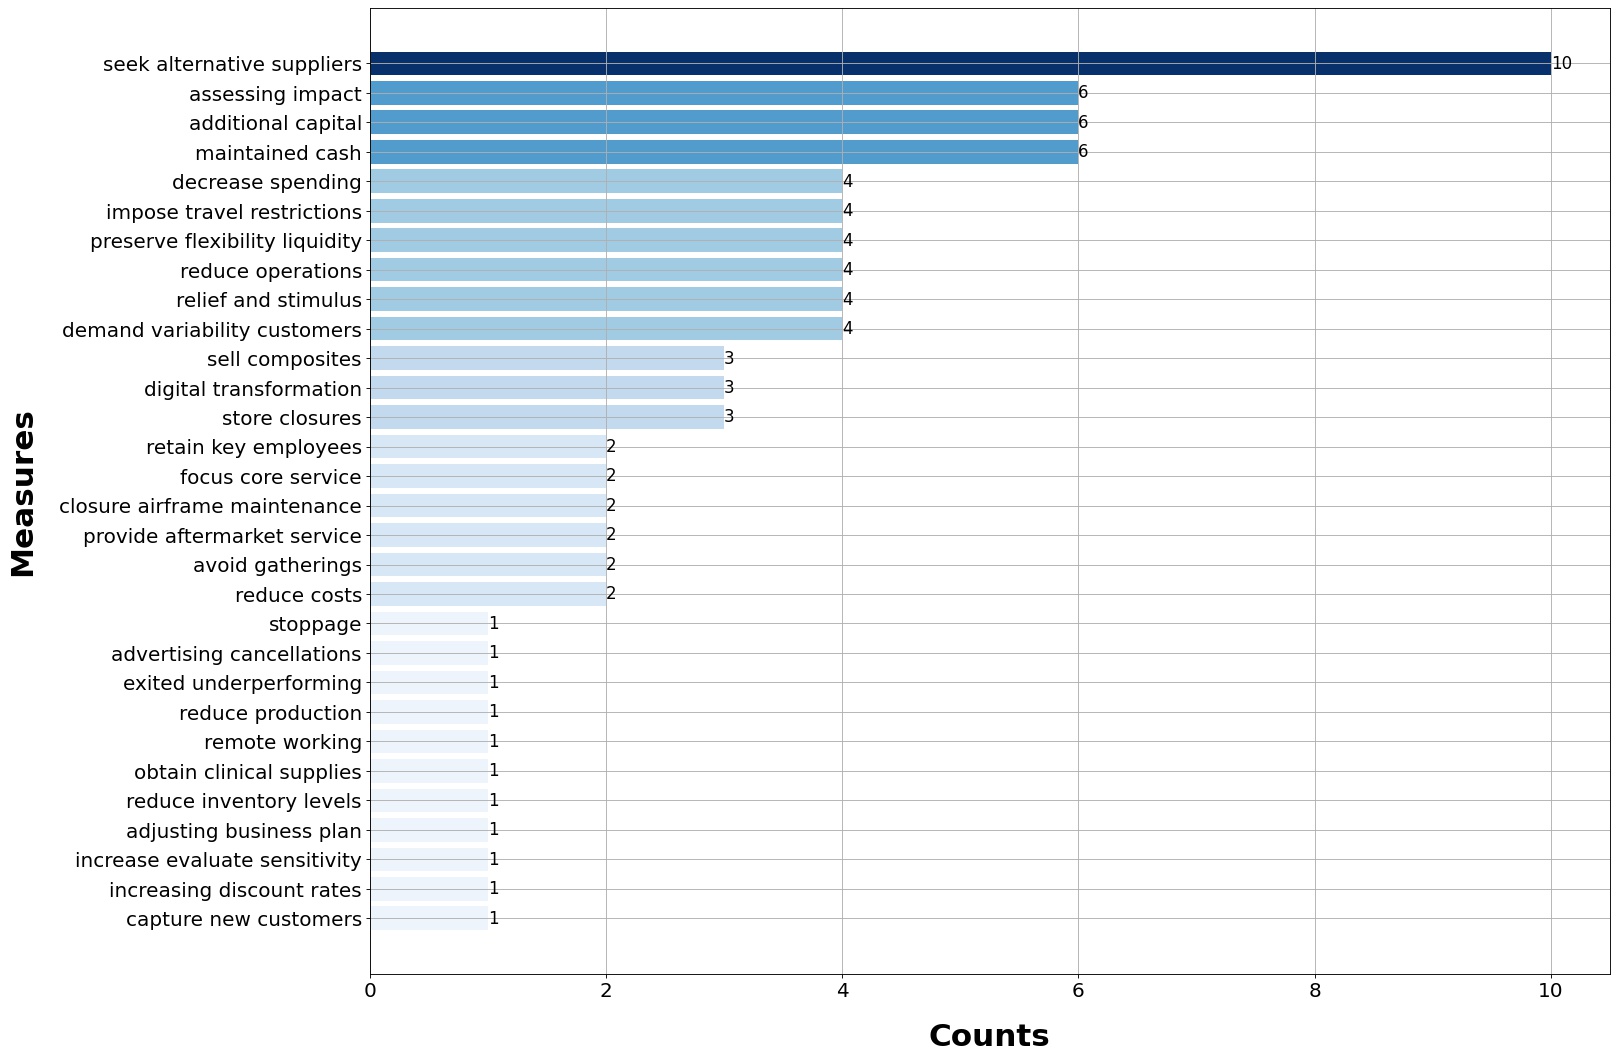 seek alternative suppliers 10
assessing impact 6
additional capital 6
maintained cash 6
decrease spending 4
impose travel restrictions 4
preserve flexibility liquidity 4
reduce operations 4
relief and stimulus 4
demand variability customers 4
sell composites 3
digital transformation 3
store closures 3
retain key employees 2
focus core service 2
closure airframe maintenance 2
provide aftermarket service 2
avoid gatherings 2
reduce costs 2
stoppage 1
advertising cancellations 1
exited underperforming 1
reduce production 1
remote working 1
obtain clinical supplies 1
reduce inventory levels 1
adjusting business plan 1
increase evaluate sensitivity 1
increasing discount rates 1
capture new customers 1
0 2 4 6 8 10
Counts
Measures